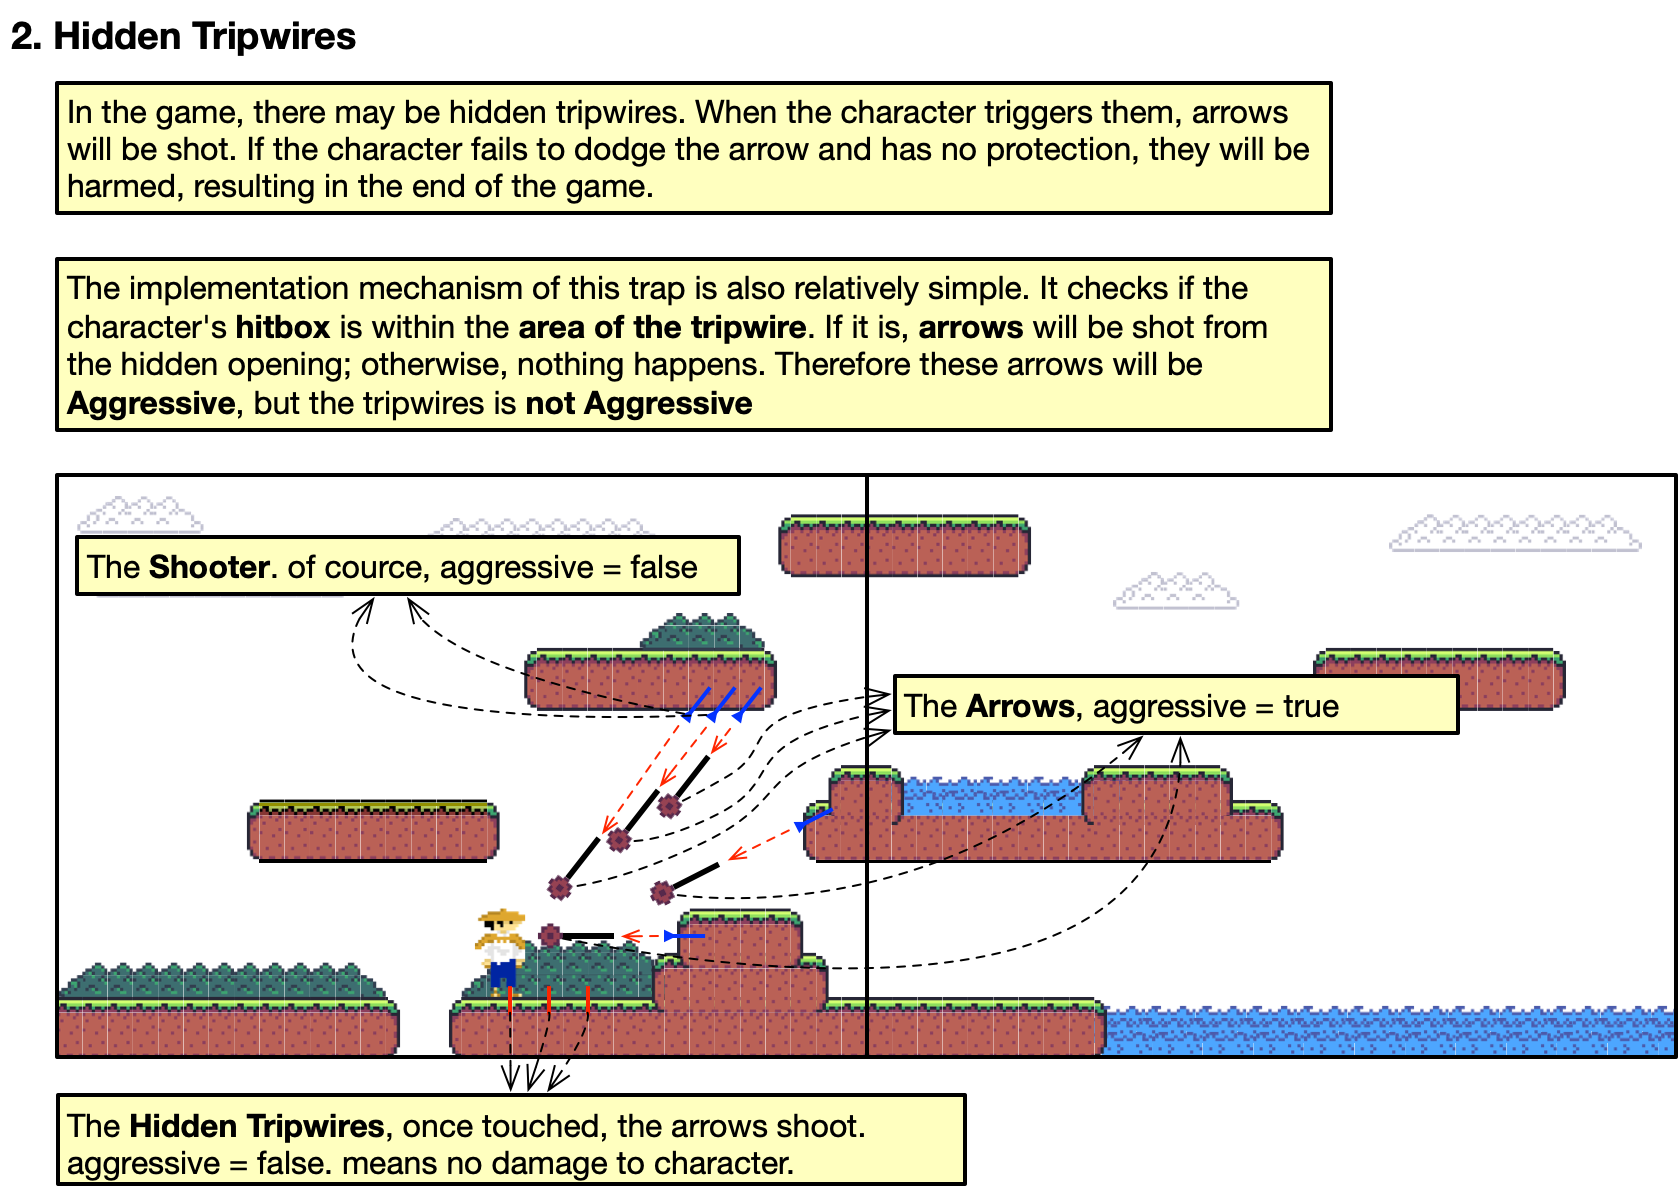 2. Hidden Tripwires
In the game, there may be hidden tripwires. When the character triggers them, arrows
will be shot. If the character fails to dodge the arrow and has no protection, they will be
harmed, resulting in the end of the game.
The implementation mechanism of this trap is also relatively simple. It checks if the
character's hitbox is within the area of the tripwire. If it is, arrows will be shot from
the hidden opening; otherwise, nothing happens. Therefore these arrows will be
Aggressive, but the tripwires is not Aggressive
The Shooter. of cource, aggressive = false
The Arrows, aggressive = true
The Hidden Tripwires, once touched, the arrows shoot.
aggressive = false. means no damage to character.